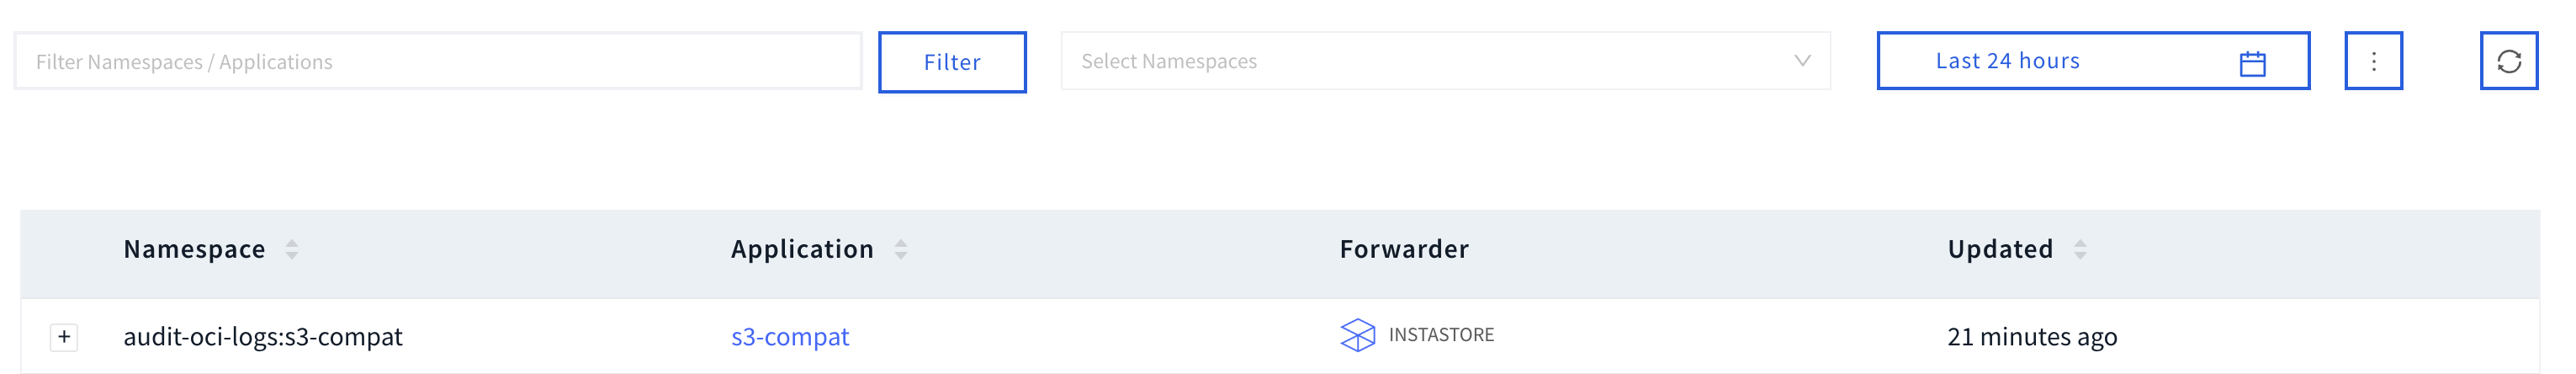 Filter Namespaces / Applications
Filter
Select Namespaces
Last 24 hours
Namespace Application Forwarder Updated
+ audit-oci-logs:s3-compat s3-compat INSTASTORE 21 minutes ago